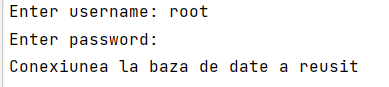 Enter username: root
Enter password:
Conexiunea la baza de date a reusit